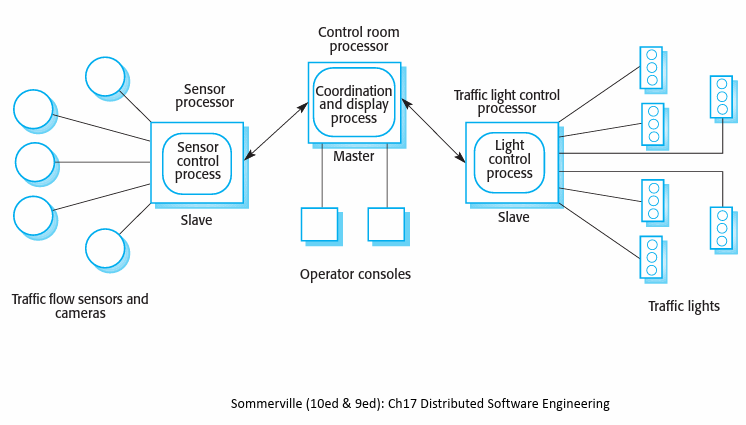 Control room
processor
Sensor
processor
Coordination
and display
process
Traffic light control
processor
Sensor
control
process
Master
Light
control
process
Slave
Slave
Operator consoles
Traffic flow sensors and
cameras
Traffic lights
Sommerville (10ed & 9ed): Ch17 Distributed Software Engineering